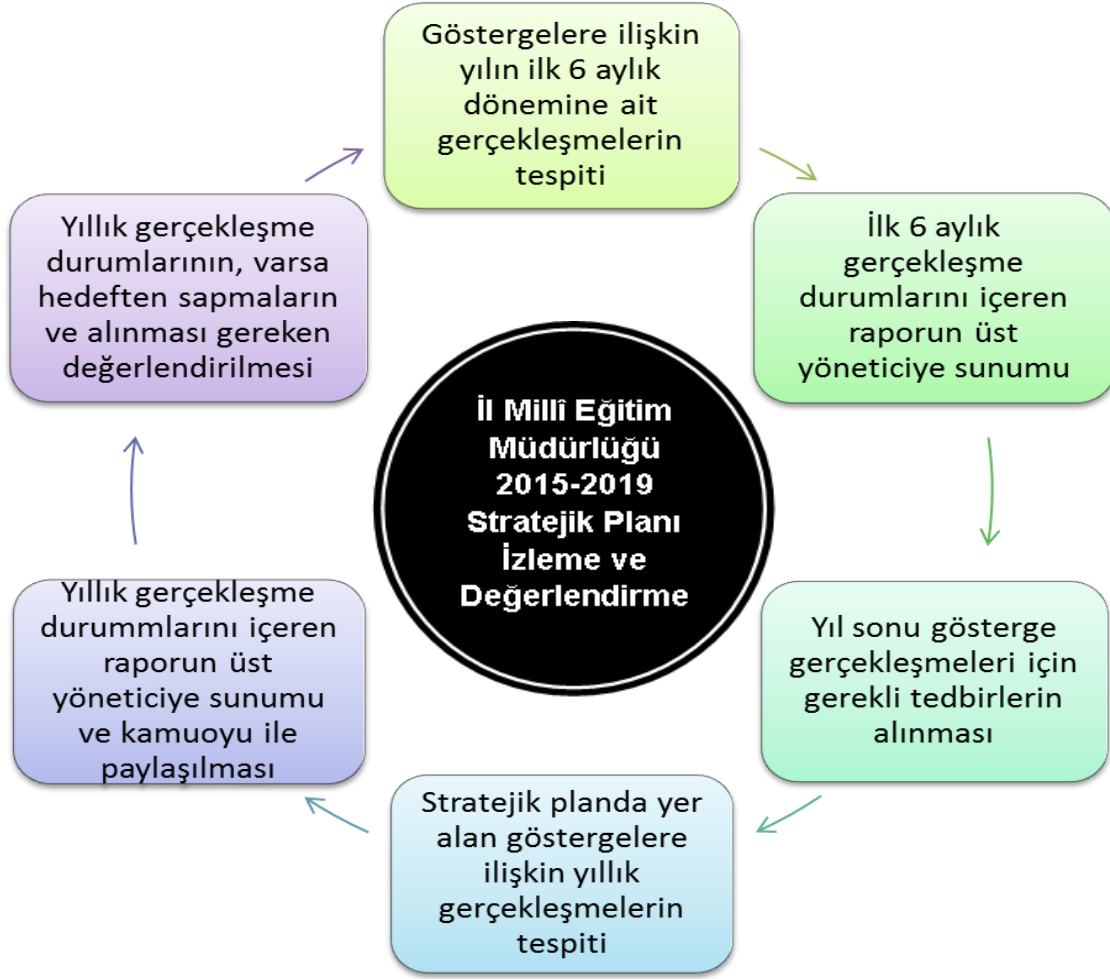 Göstergelere ilişkin
yılın ilk 6 aylık
dönemine ait
gerçekleşmelerin
tespiti
İlk 6 aylık
gerçekleşme
durumlarını içeren
raporun üst
yöneticiye sunumu
Yıl sonu gösterge
gerçekleşmeleri için
gerekli tedbirlerin
alınması
Stratejik planda yer
alan göstergelere
ilişkin yıllık
gerçekleşmelerin
tespiti
Yıllık gerçekleşme
durummlarını içeren
raporun üst
yöneticiye sunumu
ve kamuoyu ile
paylaşılması
Yıllık gerçekleşme
durumlarının, varsa
hedeften sapmaların
ve alınması gereken
değerlendirilmesi
İl Millî Eğitim
Müdürlüğü
2015-2019
Stratejik Planı
İzleme ve
Değerlendirme